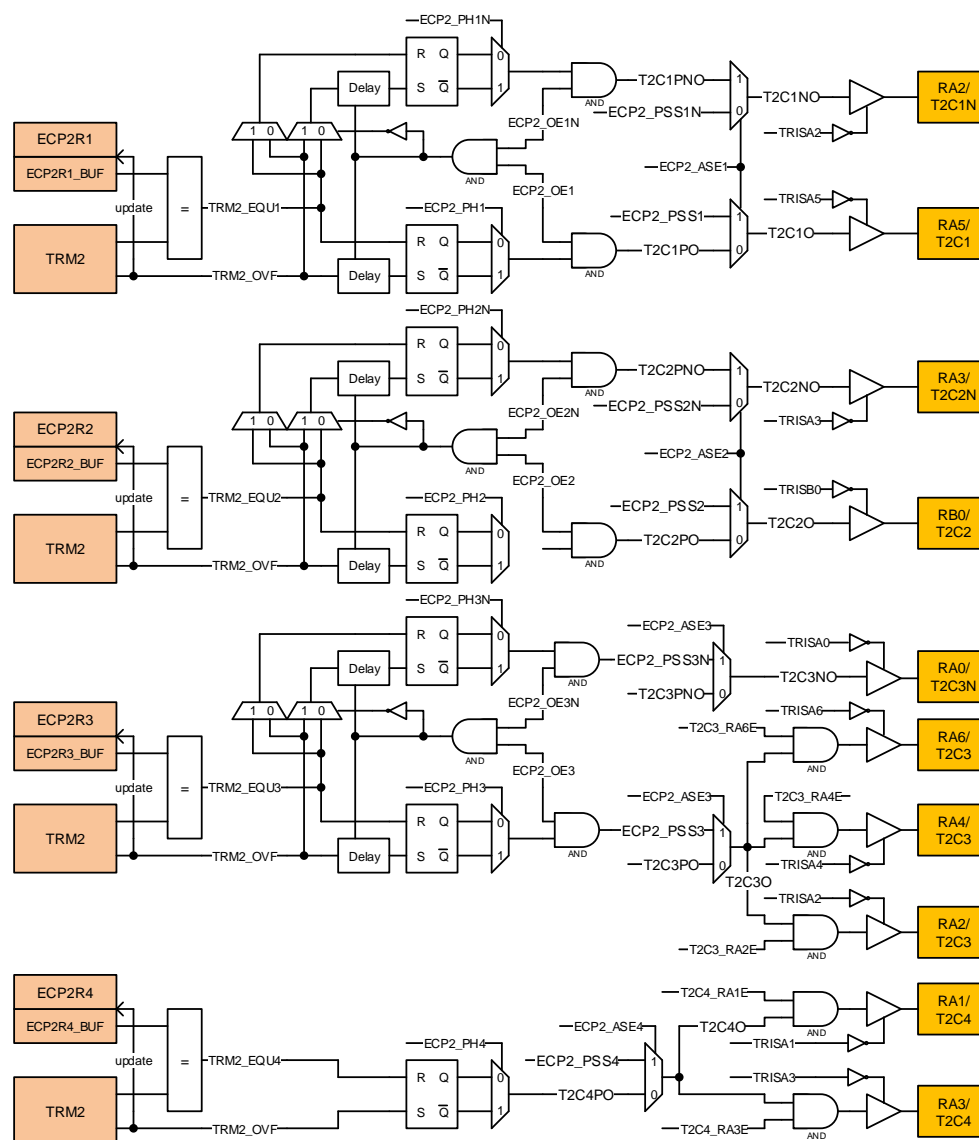 ECP2_PH1N
R Q 0
S Q 1
Delay
AND
T2C1PNO
ECP2_PSS1N
1
0
T2C1NO
TRISA2
RA2/
T2C1N
ECP2R1
ECP2R1_BUF
update
TRM2
=
TRM2_EQU1
TRM2_OVF
1 0
1 0
ECP2_OE1N
AND
ECP2_OE1
ECP2_ASE1
ECP2_PH1
R Q 0
S Q 1
Delay
AND
ECP2_PSS1
T2C1PO
1
0
T2C1O
TRISA5
RA5/
T2C1
ECP2_PH2N
R Q 0
S Q 1
Delay
AND
T2C2PNO
ECP2_PSS2N
1
0
T2C2NO
TRISA3
RA3/
T2C2N
ECP2R2
ECP2R2_BUF
update
TRM2
=
TRM2_EQU2
TRM2_OVF
1 0
1 0
ECP2_OE2N
AND
ECP2_OE2
ECP2_ASE2
ECP2_PH2
R Q 0
S Q 1
Delay
AND
ECP2_PSS2
T2C2PO
1
0
T2C2O
TRISB0
RB0/
T2C2
ECP2_PH3N
R Q 0
S Q 1
Delay
AND
ECP2_ASE3
ECP2_PSS3N
T2C3PNO
1
0
T2C3NO
TRISA0
RA0/
T2C3N
ECP2R3
ECP2R3_BUF
update
TRM2
=
TRM2_EQU3
TRM2_OVF
1 0
1 0
ECP2_OE3N
AND
ECP2_OE3
ECP2_PH3
R Q 0
S Q 1
Delay
AND
ECP2_ASE3
ECP2_PSS3
T2C3PO
1
0
T2C3O
TRISA6
T2C3_RA6E
AND
RA6/
T2C3
T2C3_RA4E
AND
TRISA4
RA4/
T2C3
TRISA2
T2C3_RA2E
AND
RA2/
T2C3
ECP2R4
ECP2R4_BUF
update
TRM2
=
TRM2_EQU4
TRM2_OVF
ECP2_PH4
R Q 0
S Q 1
ECP2_ASE4
ECP2_PSS4
T2C4PO
1
0
T2C4_RA1E
T2C4O
AND
TRISA1
RA1/
T2C4
TRISA3
T2C4_RA3E
AND
RA3/
T2C4